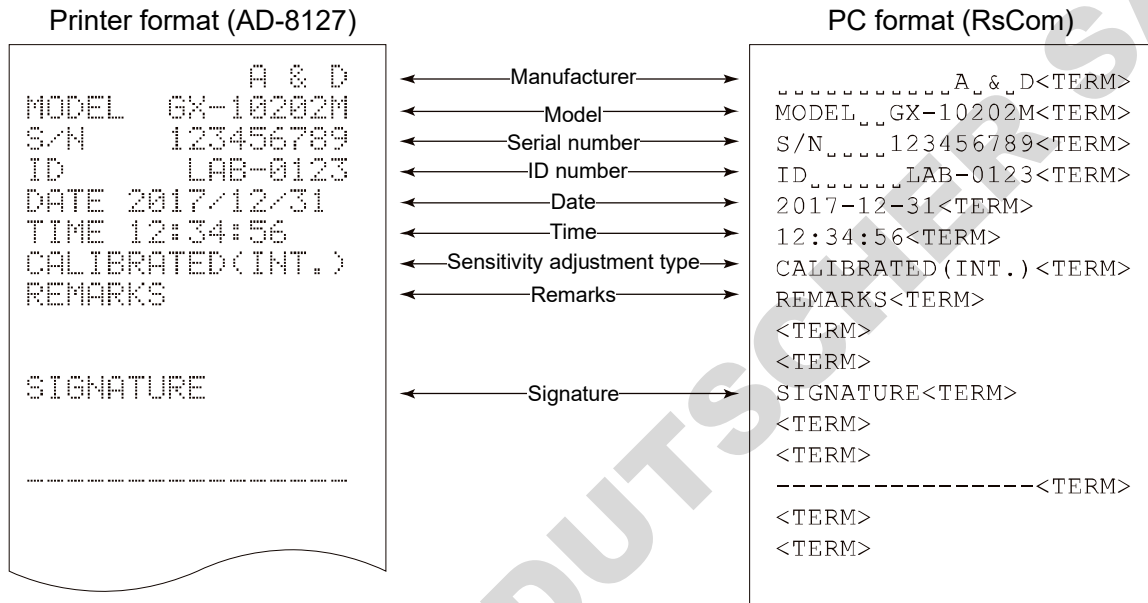 Printer format (AD-8127)
A & D
MODEL GX-10202M
S/N 123456789
ID LAB-0123
DATE 2017/12/31
TIME 12:34:56
CALIBRATED(INT.)
REMARKS
SIGNATURE
----------------
Manufacturer
Model
Serial number
ID number
Date
Time
Sensitivity adjustment type
Remarks
Signature
PC format (RsCom)
␣␣␣␣␣␣␣␣␣␣␣A␣&␣D<TERM>
MODEL␣␣GX-10202M<TERM>
S/N␣␣␣␣123456789<TERM>
ID␣␣␣␣␣␣LAB-0123<TERM>
2017-12-31<TERM>
12:34:56<TERM>
CALIBRATED(INT.)<TERM>
REMARKS<TERM>
<TERM>
<TERM>
SIGNATURE<TERM>
<TERM>
<TERM>
----------------<TERM>
<TERM>
<TERM>
DUTSCHER SA